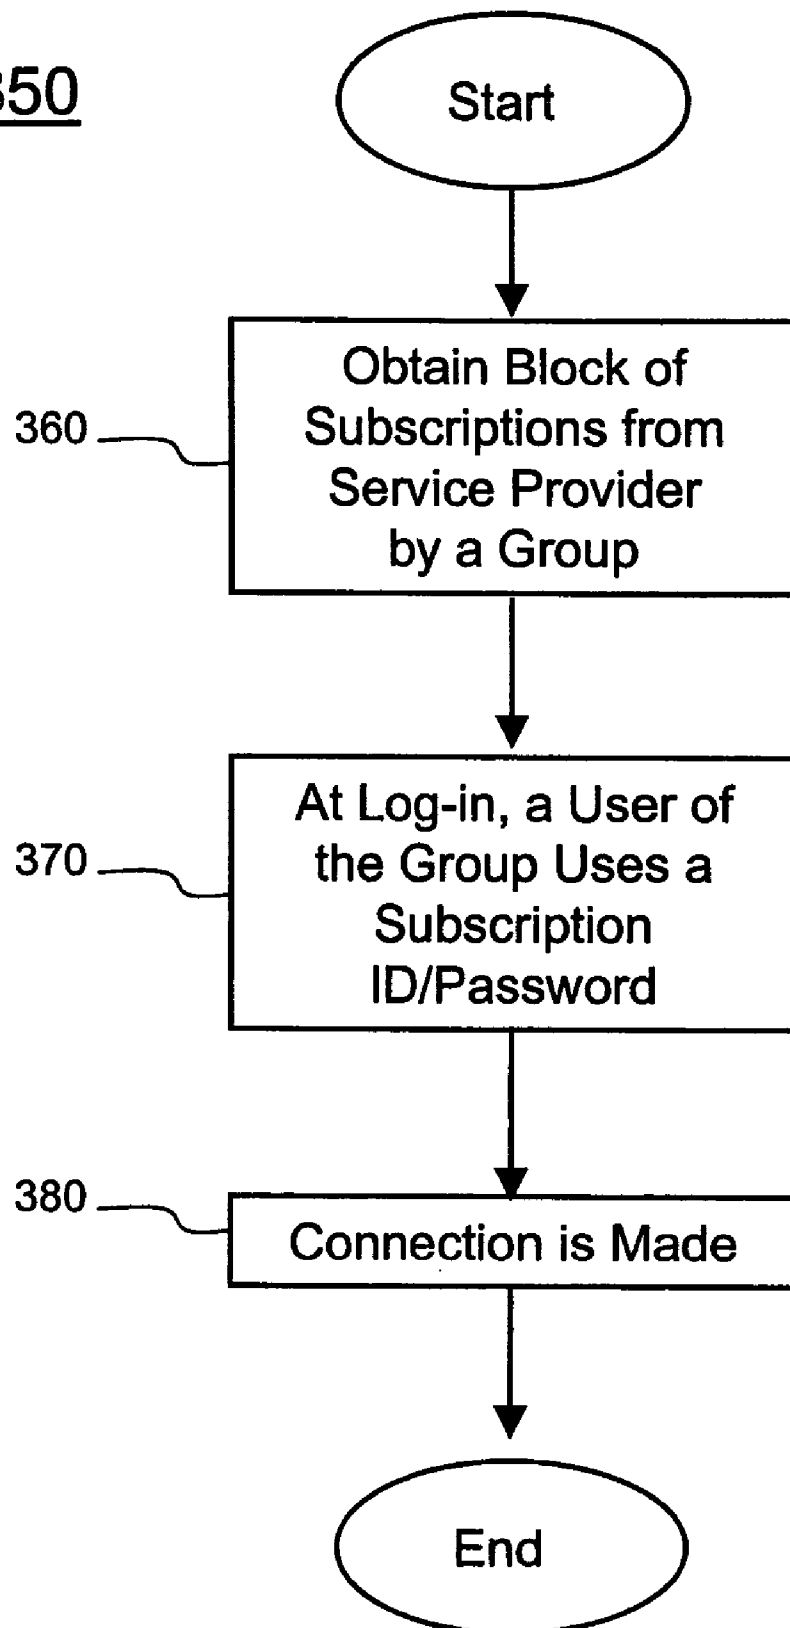 350
Start
360
Obtain Block of
Subscriptions from
Service Provider
by a Group
370
At Log-in, a User of
the Group Uses a
Subscription
ID/Password
380
Connection is Made
End